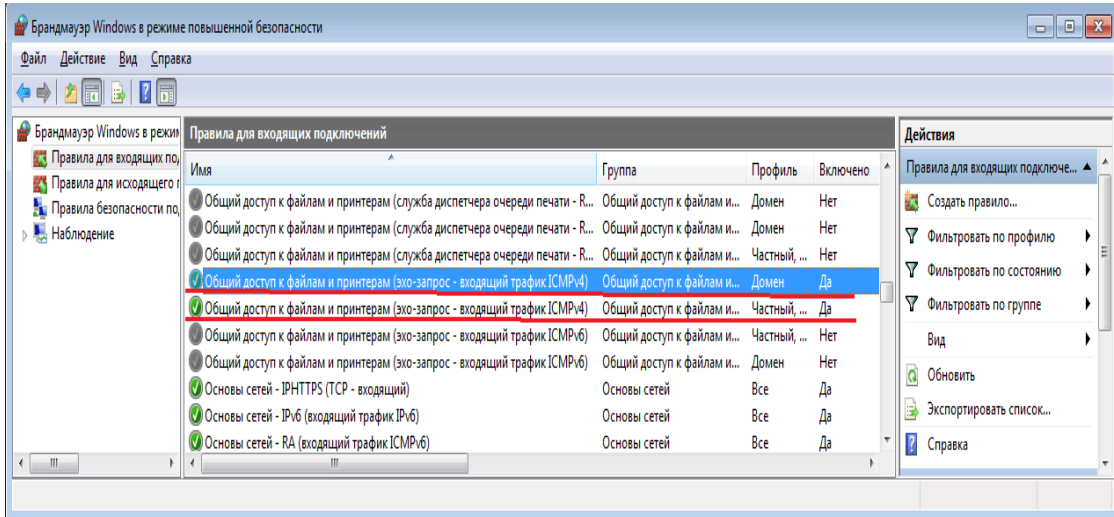 Брандмауэр Windows в режиме повышенной безопасности
Файл Действие Вид Справка
Брандмауэр Windows в режим
Правила для входящих по
Правила для исходящего
Правила безопасности по
Наблюдение
Правила для входящих подключений
Имя Группа Профиль Включено
Общий доступ к файлам и принтерам (служба диспетчера очереди печати - R... Общий доступ к файлам и... Домен Нет
Общий доступ к файлам и принтерам (служба диспетчера очереди печати - R... Общий доступ к файлам и... Домен Нет
Общий доступ к файлам и принтерам (служба диспетчера очереди печати - R... Общий доступ к файлам и... Частный, ... Нет
Общий доступ к файлам и принтерам (эхо-запрос - входящий трафик ICMPv4) Общий доступ к файлам и... Домен Да
Общий доступ к файлам и принтерам (эхо-запрос - входящий трафик ICMPv4) Общий доступ к файлам и... Частный, ... Да
Общий доступ к файлам и принтерам (эхо-запрос - входящий трафик ICMPv6) Общий доступ к файлам и... Частный, ... Нет
Общий доступ к файлам и принтерам (эхо-запрос - входящий трафик ICMPv6) Общий доступ к файлам и... Домен Нет
Основы сетей - IPHTTPS (TCP - входящий) Основы сетей Все Да
Основы сетей - IPv6 (входящий трафик IPv6) Основы сетей Все Да
Основы сетей - RA (входящий трафик ICMPv6) Основы сетей Все Да
Действия
Правила для входящих подключе...
Создать правило...
Фильтровать по профилю
Фильтровать по состоянию
Фильтровать по группе
Вид
Обновить
Экспортировать список...
Справка